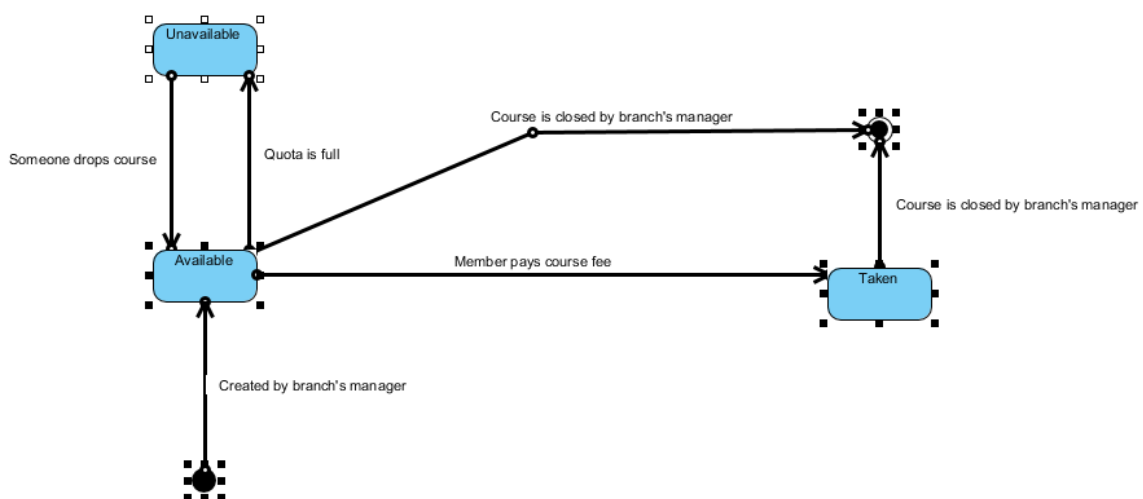 Unavailable
Course is closed by branch's manager
Someone drops course
Quota is full
Course is closed by branch's manager
Available
Member pays course fee
Taken
Created by branch's manager